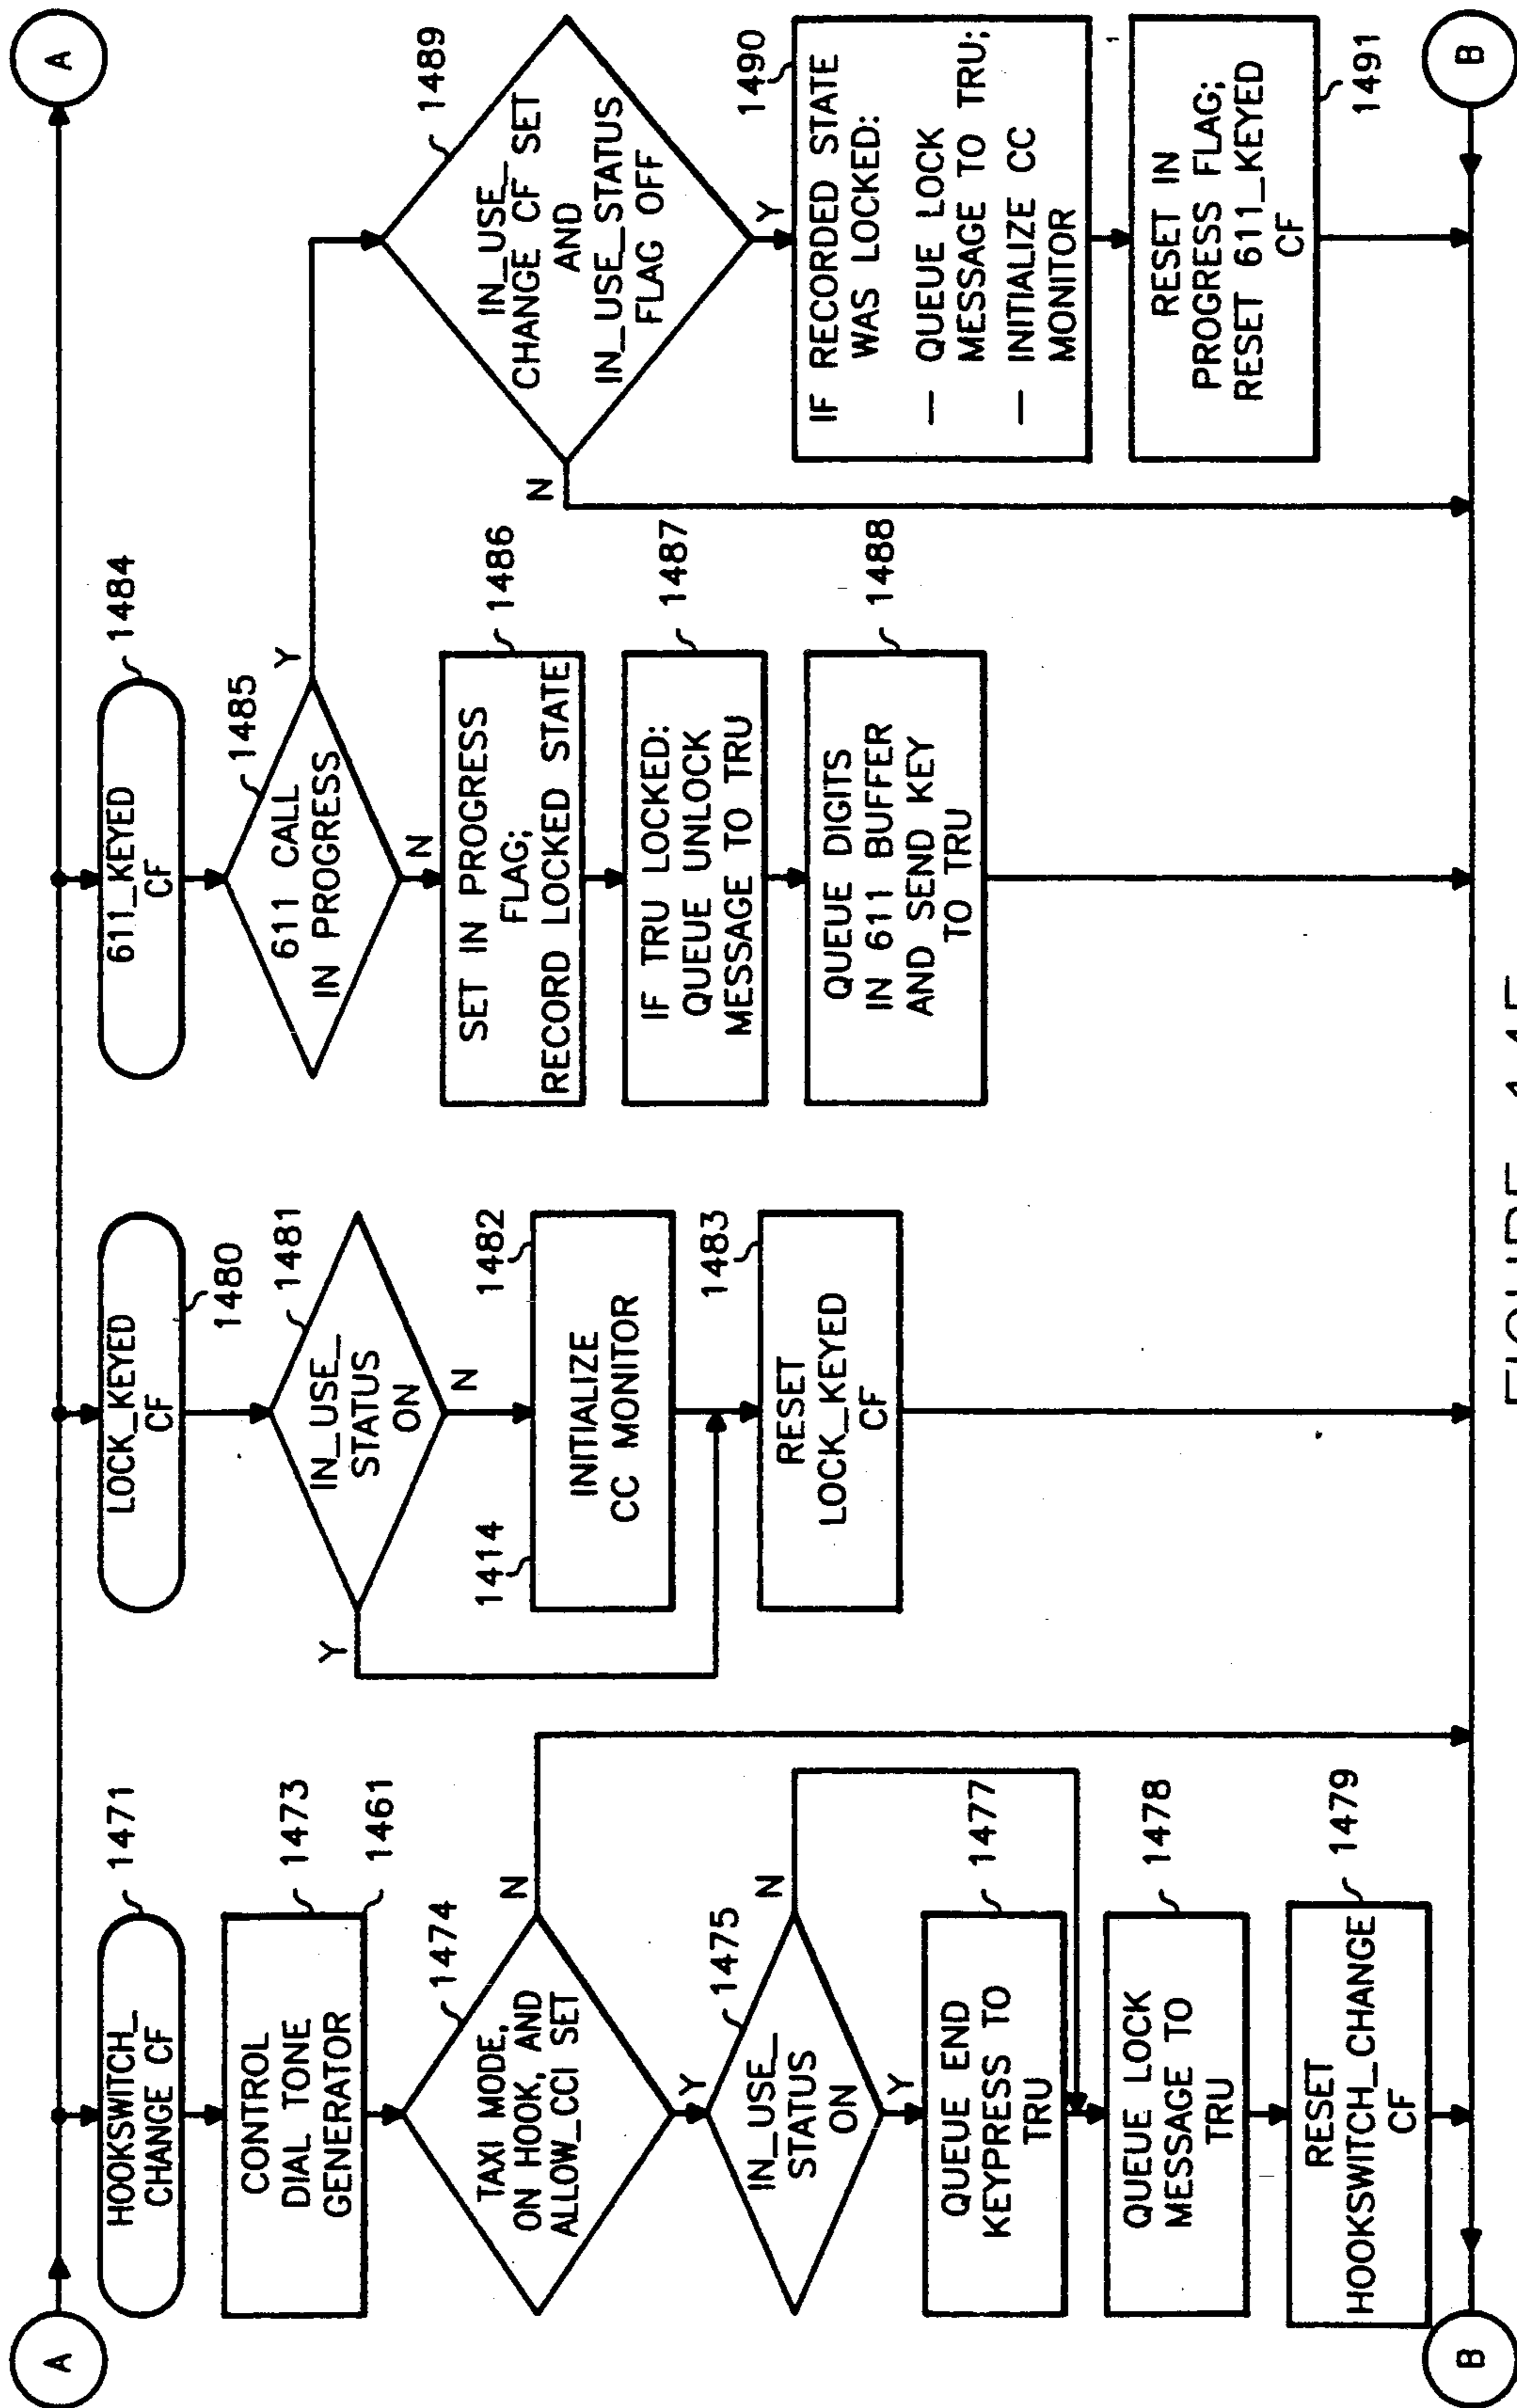 A
A
HOOKSWITCH_
CHANGE CF
1471
CONTROL
DIAL TONE
GENERATOR
1473
1461
TAXI MODE,
ON HOOK, AND
ALLOW_CCI SET
1474
N
Y
IN_USE_
STATUS
ON
1475
N
Y
QUEUE END
KEYPRESS TO
TRU
1477
QUEUE LOCK
MESSAGE TO
TRU
1478
RESET
HOOKSWITCH_CHANGE
CF
1479
LOCK_KEYED
CF
1480
IN_USE_
STATUS
ON
1481
Y
N
1414
INITIALIZE
CC MONITOR
1482
RESET
LOCK_KEYED
CF
1483
611_KEYED
CF
1484
611 CALL
IN PROGRESS
1485
Y
N
SET IN PROGRESS
FLAG;
RECORD LOCKED STATE
1486
IF TRU LOCKED:
QUEUE UNLOCK
MESSAGE TO TRU
1487
QUEUE DIGITS
IN 611 BUFFER
AND SEND KEY
TO TRU
1488
IN_USE_
CHANGE CF SET
AND
IN_USE_STATUS
FLAG OFF
1489
N
Y
IF RECORDED STATE
WAS LOCKED:
— QUEUE LOCK
MESSAGE TO TRU;
— INITIALIZE CC
MONITOR
1490
RESET IN
PROGRESS FLAG;
RESET 611_KEYED
CF
1491
B
B